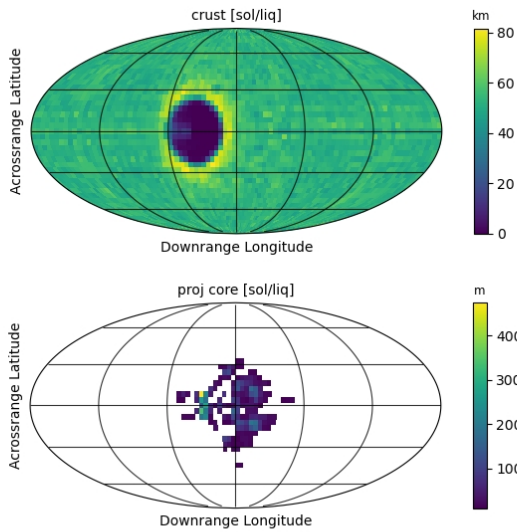 crust [sol/liq]
km
80
60
40
20
0
Acrossrange Latitude
Downrange Longitude
proj core [sol/liq]
m
400
300
200
100
Acrossrange Latitude
Downrange Longitude